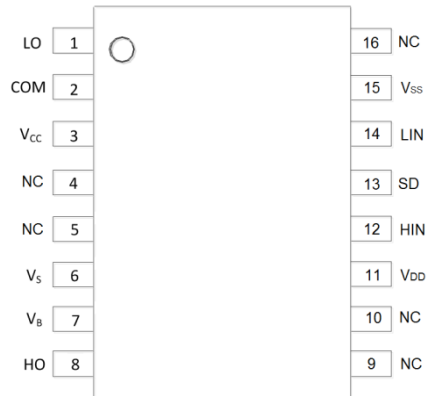 LO 1 16 NC
COM 2 15 VSS
VCC 3 14 LIN
NC 4 13 SD
NC 5 12 HIN
VS 6 11 VDD
VB 7 10 NC
HO 8 9 NC